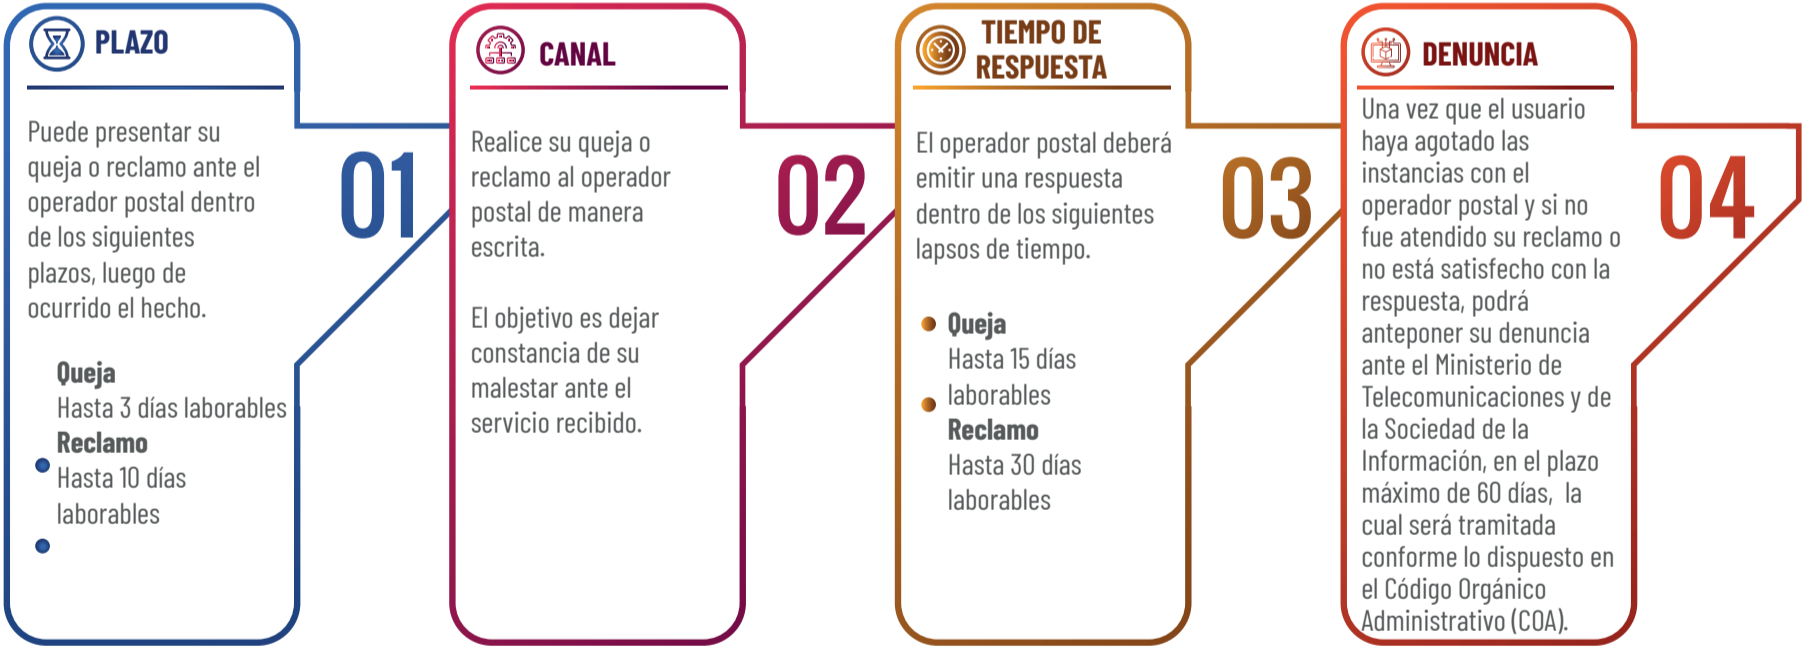 PLAZO
Puede presentar su
queja o reclamo ante el
operador postal dentro
de los siguientes
plazos, luego de
ocurrido el hecho.
Queja
Hasta 3 días laborables
Reclamo
Hasta 10 días
laborables
01
CANAL
Realice su queja o
reclamo al operador
postal de manera
escrita.
El objetivo es dejar
constancia de su
malestar ante el
servicio recibido.
02
TIEMPO DE
RESPUESTA
El operador postal deberá
emitir una respuesta
dentro de los siguientes
lapsos de tiempo.
Queja
Hasta 15 días
laborables
Reclamo
Hasta 30 días
laborables
03
DENUNCIA
Una vez que el usuario
haya agotado las
instancias con el
operador postal y si no
fue atendido su reclamo o
no está satisfecho con la
respuesta, podrá
anteponer su denuncia
ante el Ministerio de
Telecomunicaciones y de
la Sociedad de la
Información, en el plazo
máximo de 60 días,  la
cual será tramitada
conforme lo dispuesto en
el Código Orgánico
Administrativo (COA).
04